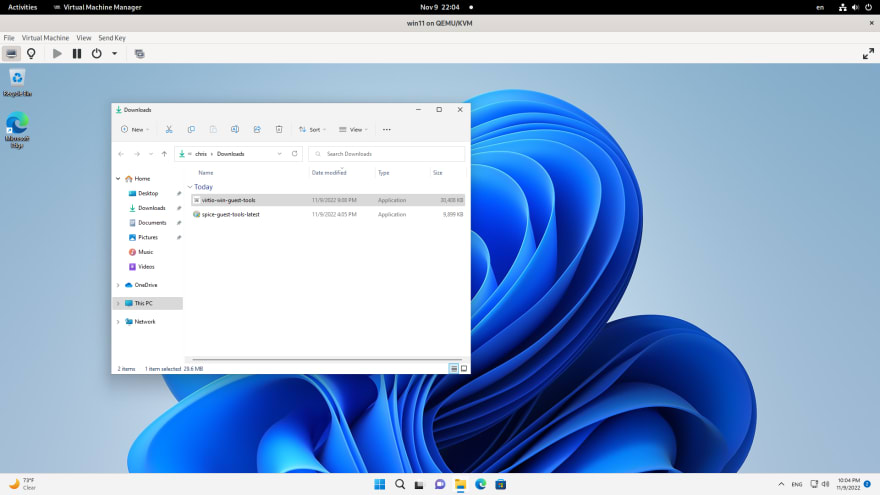 Activities Virtual Machine Manager Nov 9 22:04 en
win11 on QEMU/KVM
File Virtual Machine View Send Key
Recycle Bin
Microsoft
Edge
Downloads
New Sort View
chris Downloads Search Downloads
Name Date modified Type Size
Home
Desktop
Downloads
Documents
Pictures
Music
Videos
OneDrive
This PC
Network
Today
virtio-win-guest-tools 11/9/2022 9:00 PM Application 30,400 KB
spice-guest-tools-latest 11/9/2022 4:05 PM Application 9,899 KB
2 items 1 item selected 29.6 MB
73°F
Clear
ENG
10:04 PM
11/9/2022